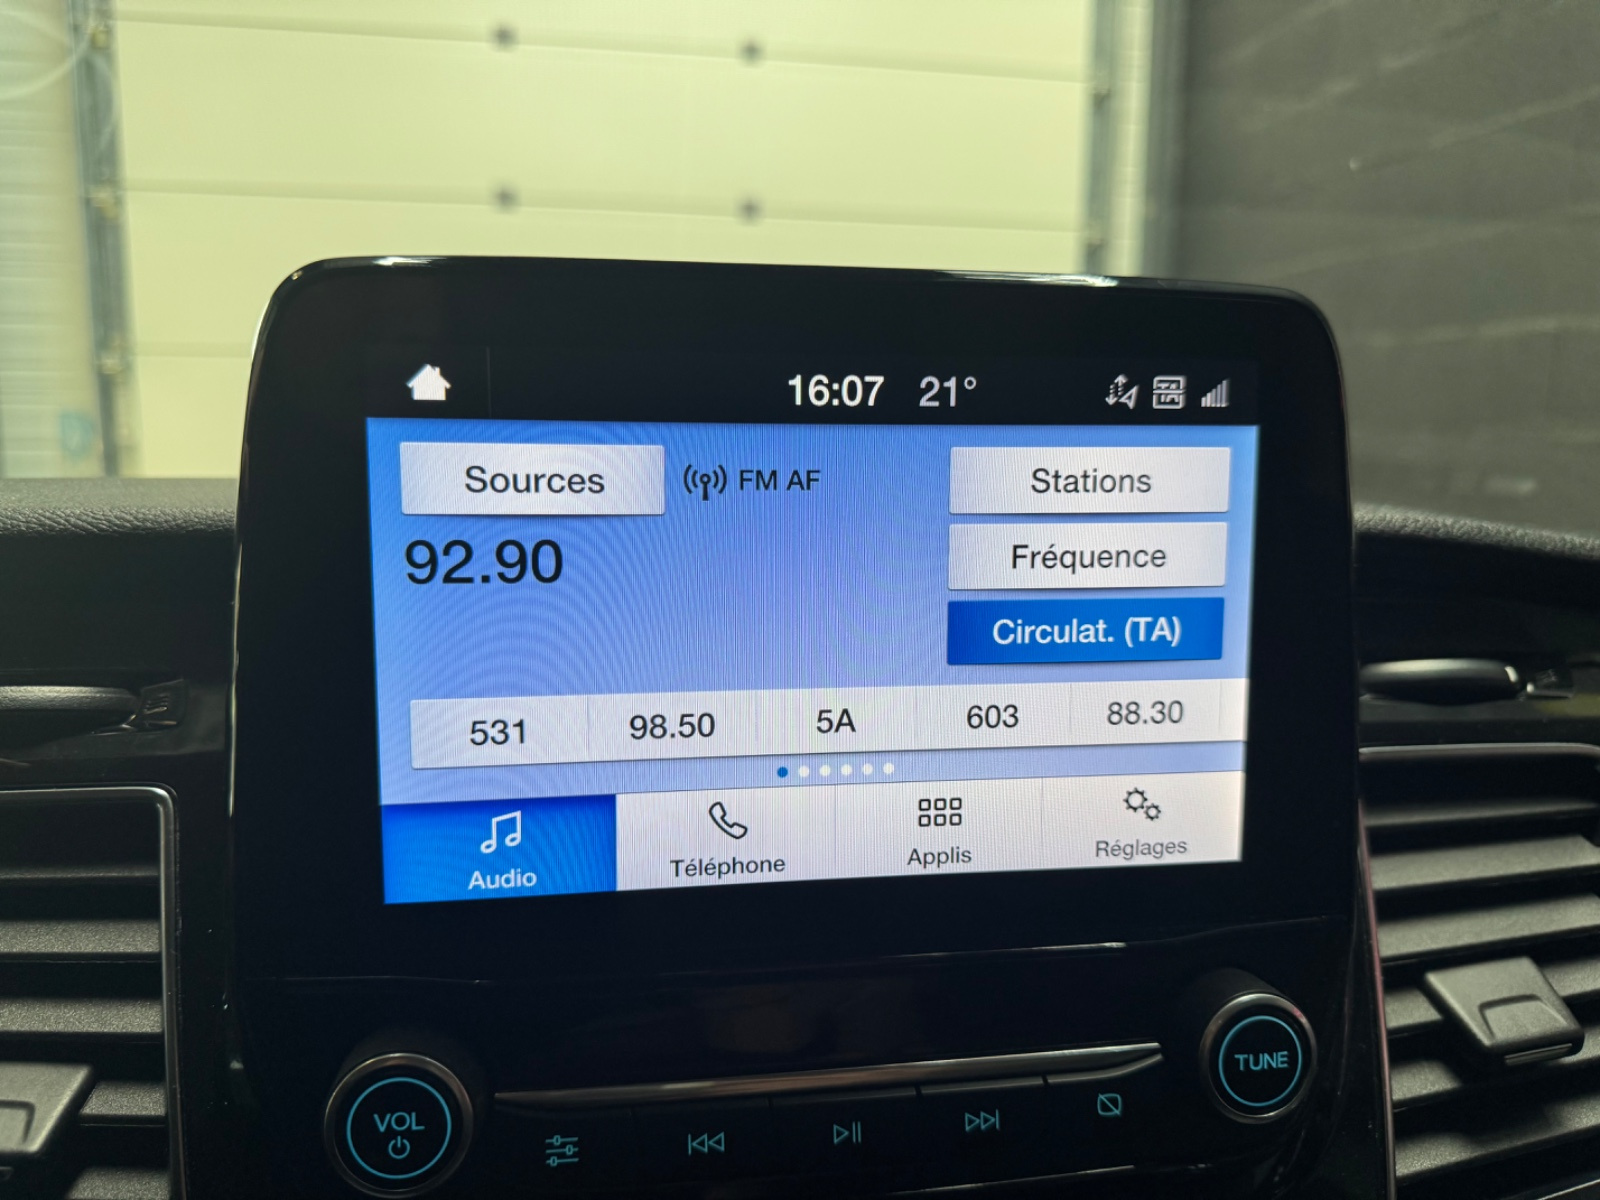 16:07 21°
TA
Sources FM AF Stations
92.90 Fréquence
Circulat. (TA)
531 98.50 5A 603 88.30
Audio Téléphone Applis Réglages
VOL TUNE